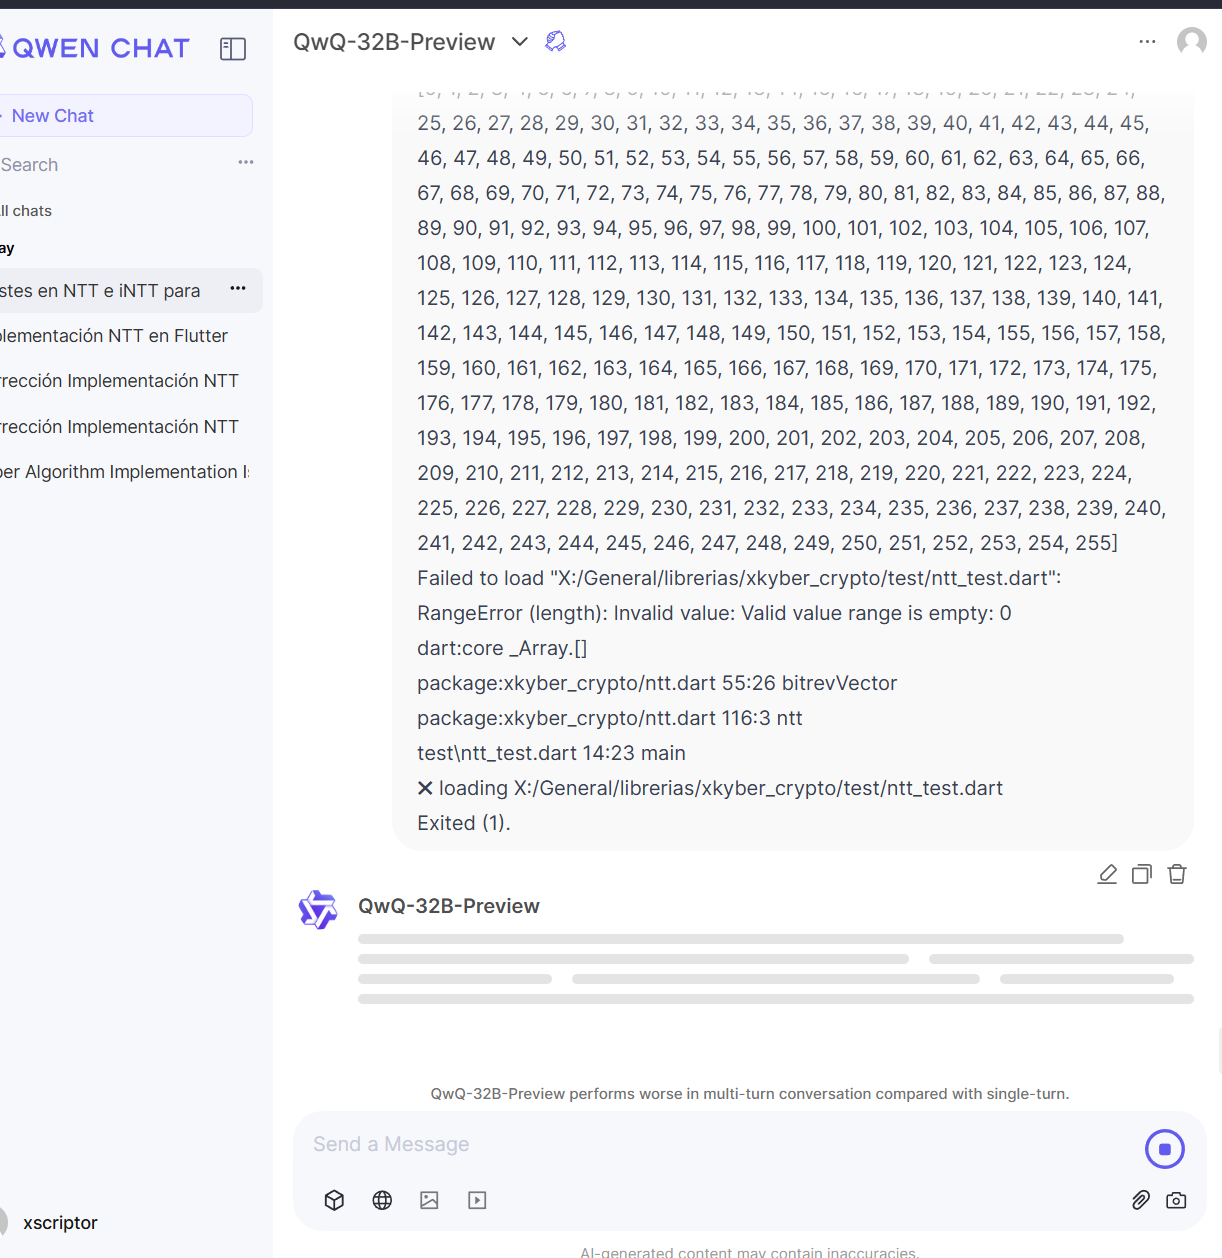 QWEN CHAT
New Chat
Search
ll chats
ay
stes en NTT e iNTT para
plementación NTT en Flutter
rrección Implementación NTT
rrección Implementación NTT
ber Algorithm Implementation I
xscriptor
QwQ-32B-Preview
25, 26, 27, 28, 29, 30, 31, 32, 33, 34, 35, 36, 37, 38, 39, 40, 41, 42, 43, 44, 45,
46, 47, 48, 49, 50, 51, 52, 53, 54, 55, 56, 57, 58, 59, 60, 61, 62, 63, 64, 65, 66,
67, 68, 69, 70, 71, 72, 73, 74, 75, 76, 77, 78, 79, 80, 81, 82, 83, 84, 85, 86, 87, 88,
89, 90, 91, 92, 93, 94, 95, 96, 97, 98, 99, 100, 101, 102, 103, 104, 105, 106, 107,
108, 109, 110, 111, 112, 113, 114, 115, 116, 117, 118, 119, 120, 121, 122, 123, 124,
125, 126, 127, 128, 129, 130, 131, 132, 133, 134, 135, 136, 137, 138, 139, 140, 141,
142, 143, 144, 145, 146, 147, 148, 149, 150, 151, 152, 153, 154, 155, 156, 157, 158,
159, 160, 161, 162, 163, 164, 165, 166, 167, 168, 169, 170, 171, 172, 173, 174, 175,
176, 177, 178, 179, 180, 181, 182, 183, 184, 185, 186, 187, 188, 189, 190, 191, 192,
193, 194, 195, 196, 197, 198, 199, 200, 201, 202, 203, 204, 205, 206, 207, 208,
209, 210, 211, 212, 213, 214, 215, 216, 217, 218, 219, 220, 221, 222, 223, 224,
225, 226, 227, 228, 229, 230, 231, 232, 233, 234, 235, 236, 237, 238, 239, 240,
241, 242, 243, 244, 245, 246, 247, 248, 249, 250, 251, 252, 253, 254, 255]
Failed to load "X:/General/librerias/xkyber_crypto/test/ntt_test.dart":
RangeError (length): Invalid value: Valid value range is empty: 0
dart:core _Array.[]
package:xkyber_crypto/ntt.dart 55:26 bitrevVector
package:xkyber_crypto/ntt.dart 116:3 ntt
test\ntt_test.dart 14:23 main
❌ loading X:/General/librerias/xkyber_crypto/test/ntt_test.dart
Exited (1).
QwQ-32B-Preview
QwQ-32B-Preview performs worse in multi-turn conversation compared with single-turn.
Send a Message
AI-generated content may contain inaccuracies.